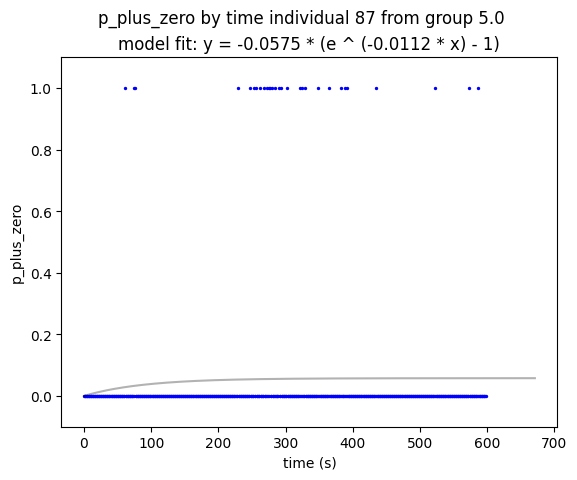 p_plus_zero by time individual 87 from group 5.0
model fit: y = -0.0575 * (e ^ (-0.0112 * x) - 1)
1.0
0.8
0.6
0.4
0.2
0.0
p_plus_zero
0 100 200 300 400 500 600 700
time (s)